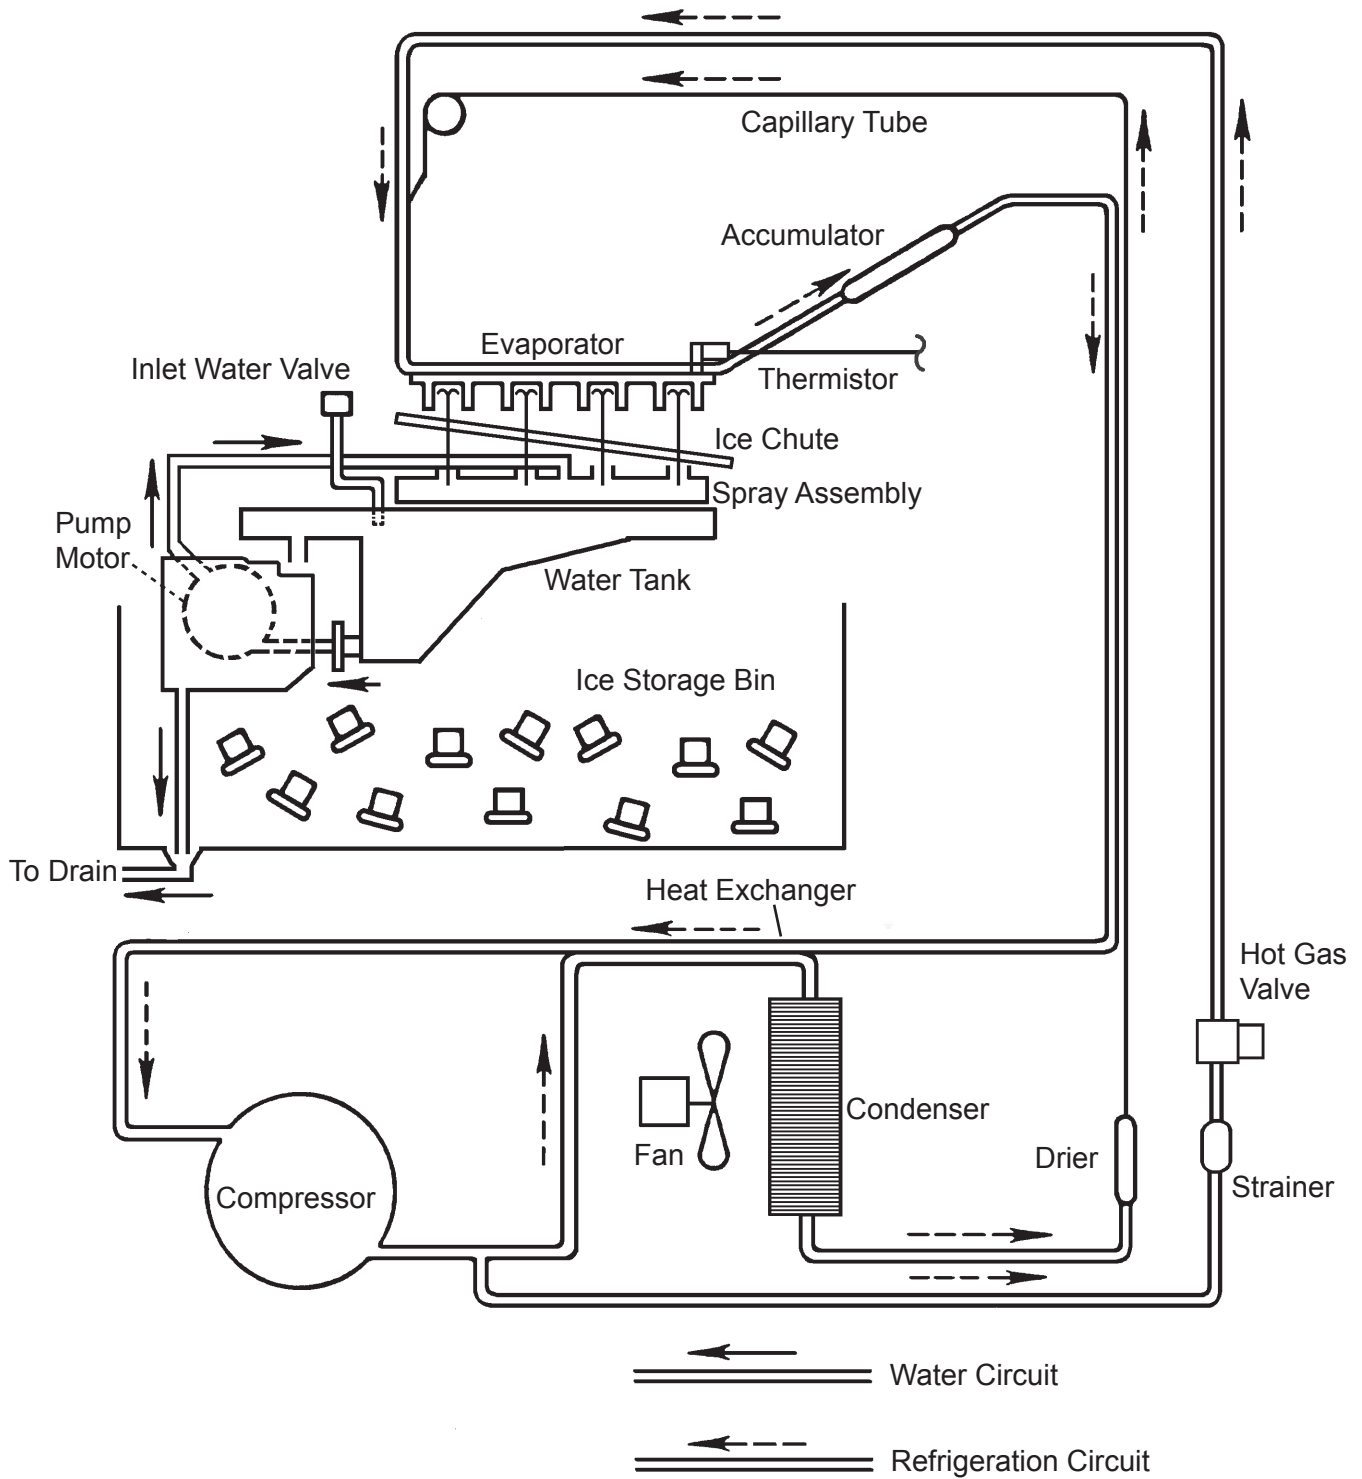 Capillary Tube
Accumulator
Evaporator
Inlet Water Valve
Thermistor
Ice Chute
Spray Assembly
Pump
Motor
Water Tank
Ice Storage Bin
To Drain
Heat Exchanger
Hot Gas
Valve
Condenser
Fan
Drier
Strainer
Compressor
Water Circuit
Refrigeration Circuit